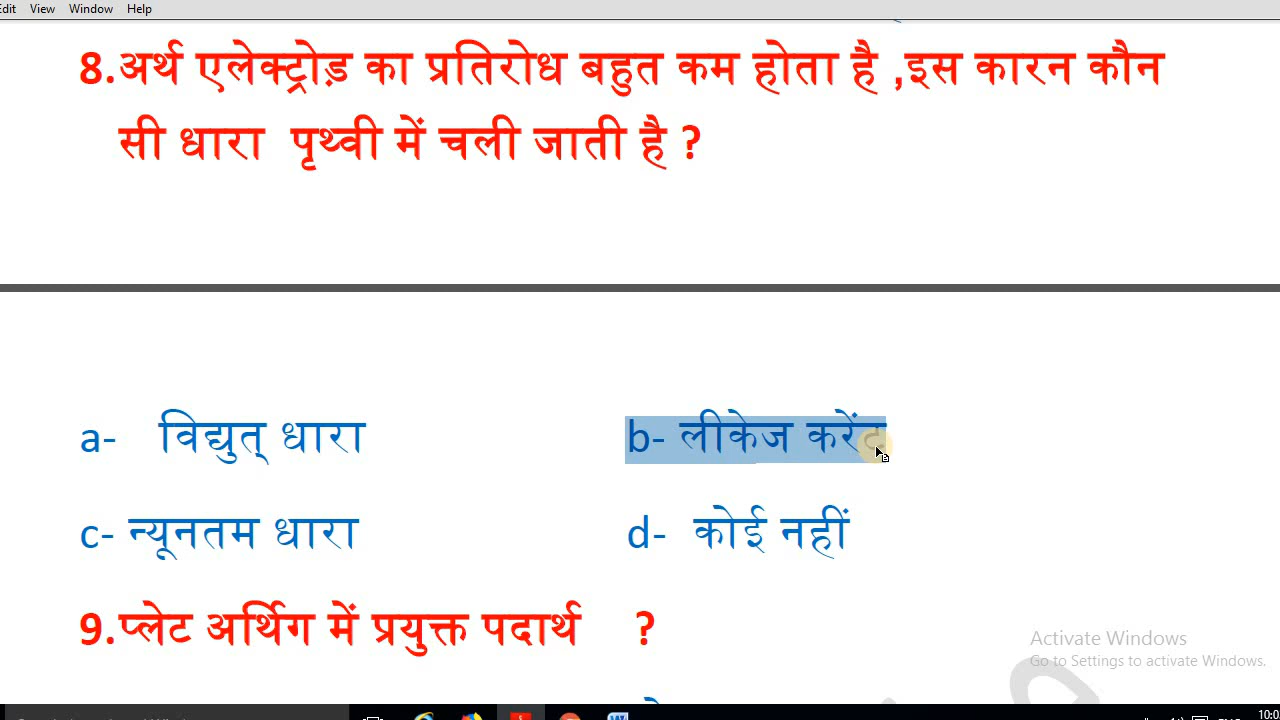 Edit View Window Help
8.अर्थ एलेक्ट्रोड़ का प्रतिरोध बहुत कम होता है ,इस कारन कौन
सी धारा पृथ्वी में चली जाती है ?
a- विद्युत् धारा b- लीकेज करेंट
c- न्यूनतम धारा d- कोई नहीं
9.प्लेट अर्थिग में प्रयुक्त पदार्थ ?
Activate Windows
Go to Settings to activate Windows.